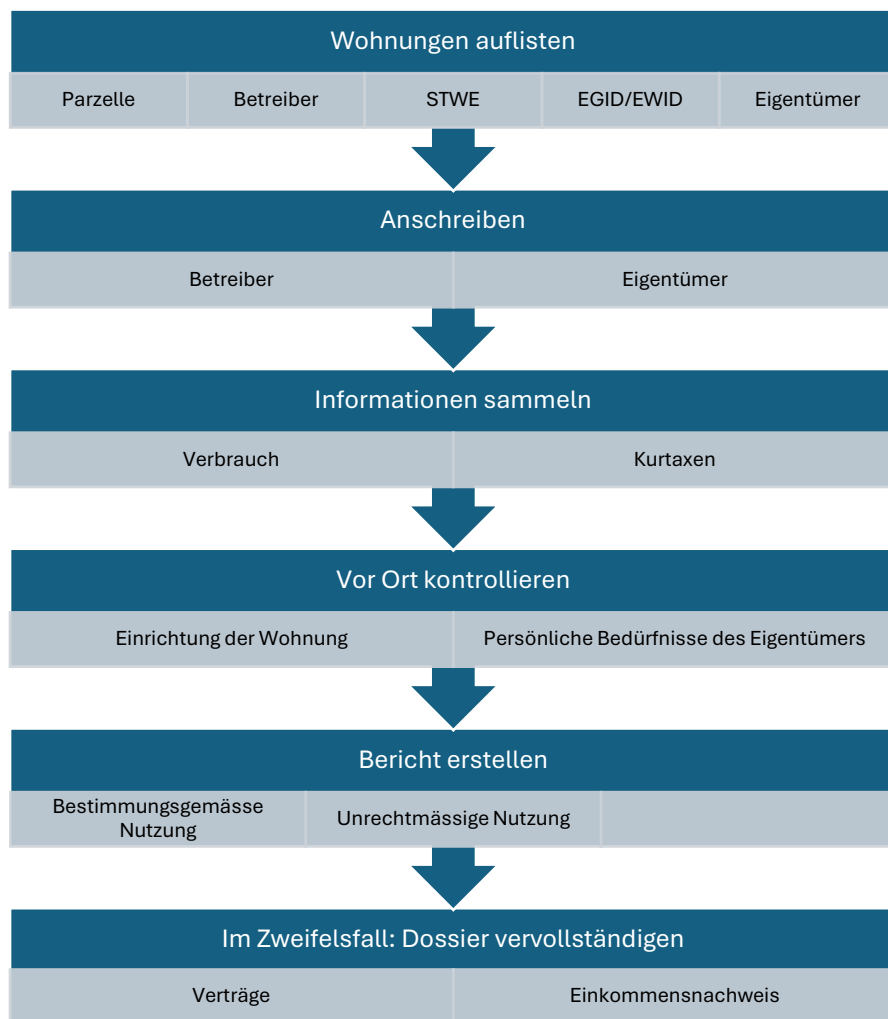 Wohnungen auflisten
Parzelle
Betreiber
STWE
EGID/EWID
Eigentümer
Anschreiben
Betreiber
Eigentümer
Informationen sammeln
Verbrauch
Kurtaxen
Vor Ort kontrollieren
Einrichtung der Wohnung
Persönliche Bedürfnisse des Eigentümers
Bericht erstellen
Bestimmungsgemässe
Nutzung
Unrechtmässige Nutzung
Im Zweifelsfall: Dossier vervollständigen
Verträge
Einkommensnachweis